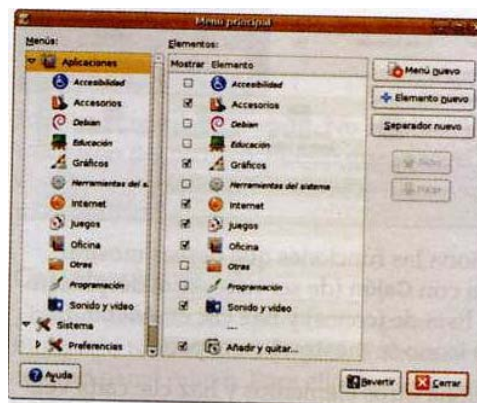 Menú principal
Menús:
Aplicaciones
Accesibilidad
Accesorios
Debian
Educación
Gráficos
Herramientas del s
Internet
Juegos
Oficina
Otras
Programación
Sonido y vídeo
Sistema
Preferencias
Ayuda
Elementos:
Mostrar Elemento
Accesibilidad
Accesorios
Debian
Educación
Gráficos
Herramientas del sistema
Internet
Juegos
Oficina
Otras
Programación
Sonido y vídeo
---
Añadir y quitar...
Menú nuevo
Elemento nuevo
Separador nuevo
Revertir
Cerrar